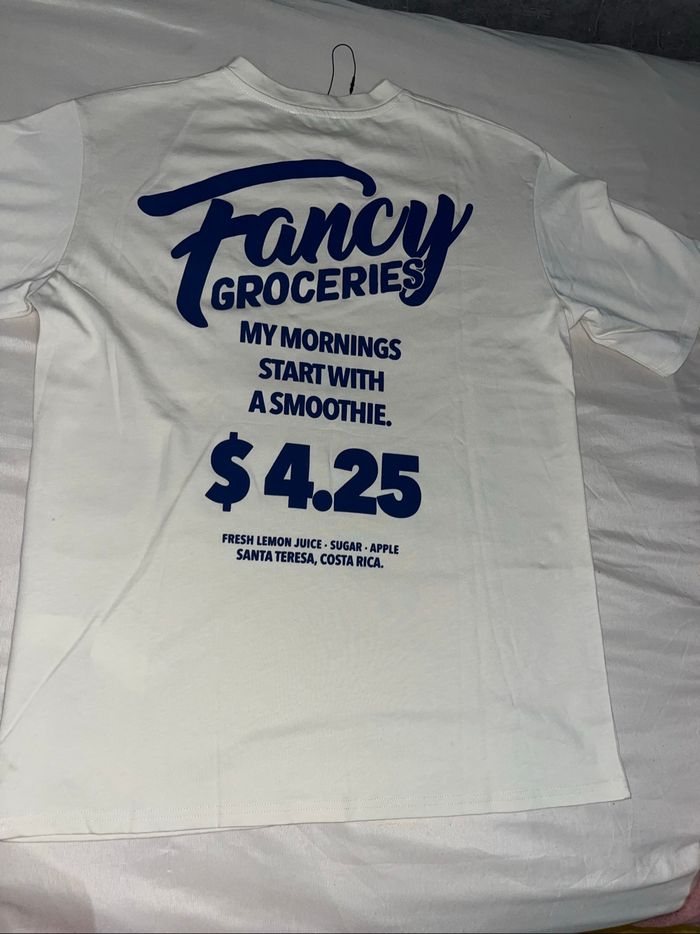 Fancy
GROCERIES
MY MORNINGS
START WITH
A SMOOTHIE.
$ 4.25
FRESH LEMON JUICE · SUGAR · APPLE
SANTA TERESA, COSTA RICA.